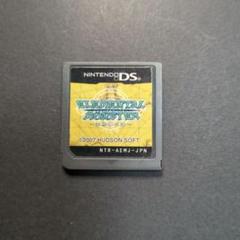 NINTENDO DS
ELEMENTAL
MONSTER
©2007 HUDSON SOFT
NTR-AEMJ-JPN